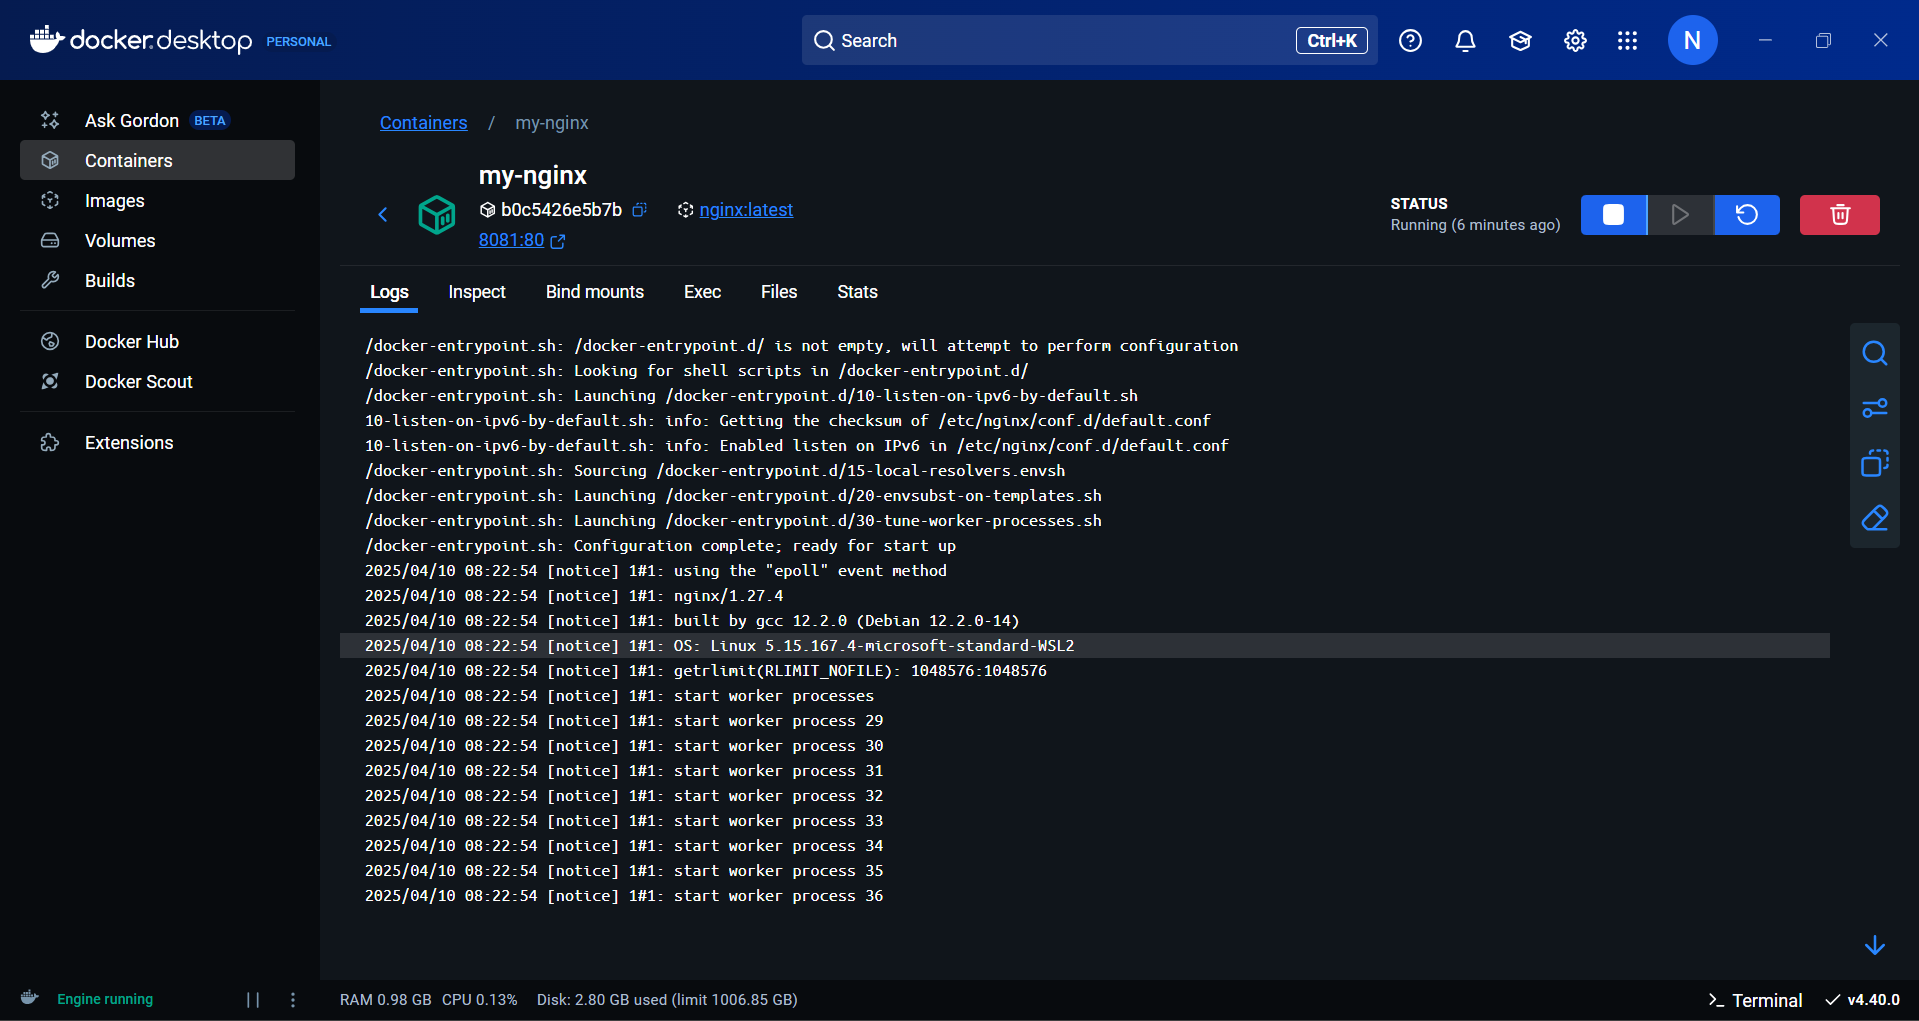 docker.desktop PERSONAL
Search Ctrl+K
N
Ask Gordon BETA
Containers
Images
Volumes
Builds
Docker Hub
Docker Scout
Extensions
Containers / my-nginx
my-nginx
b0c5426e5b7b nginx:latest
8081:80
STATUS
Running (6 minutes ago)
Logs Inspect Bind mounts Exec Files Stats
/docker-entrypoint.sh: /docker-entrypoint.d/ is not empty, will attempt to perform configuration
/docker-entrypoint.sh: Looking for shell scripts in /docker-entrypoint.d/
/docker-entrypoint.sh: Launching /docker-entrypoint.d/10-listen-on-ipv6-by-default.sh
10-listen-on-ipv6-by-default.sh: info: Getting the checksum of /etc/nginx/conf.d/default.conf
10-listen-on-ipv6-by-default.sh: info: Enabled listen on IPv6 in /etc/nginx/conf.d/default.conf
/docker-entrypoint.sh: Sourcing /docker-entrypoint.d/15-local-resolvers.envsh
/docker-entrypoint.sh: Launching /docker-entrypoint.d/20-envsubst-on-templates.sh
/docker-entrypoint.sh: Launching /docker-entrypoint.d/30-tune-worker-processes.sh
/docker-entrypoint.sh: Configuration complete; ready for start up
2025/04/10 08:22:54 [notice] 1#1: using the "epoll" event method
2025/04/10 08:22:54 [notice] 1#1: nginx/1.27.4
2025/04/10 08:22:54 [notice] 1#1: built by gcc 12.2.0 (Debian 12.2.0-14)
2025/04/10 08:22:54 [notice] 1#1: OS: Linux 5.15.167.4-microsoft-standard-WSL2
2025/04/10 08:22:54 [notice] 1#1: getrlimit(RLIMIT_NOFILE): 1048576:1048576
2025/04/10 08:22:54 [notice] 1#1: start worker processes
2025/04/10 08:22:54 [notice] 1#1: start worker process 29
2025/04/10 08:22:54 [notice] 1#1: start worker process 30
2025/04/10 08:22:54 [notice] 1#1: start worker process 31
2025/04/10 08:22:54 [notice] 1#1: start worker process 32
2025/04/10 08:22:54 [notice] 1#1: start worker process 33
2025/04/10 08:22:54 [notice] 1#1: start worker process 34
2025/04/10 08:22:54 [notice] 1#1: start worker process 35
2025/04/10 08:22:54 [notice] 1#1: start worker process 36
Engine running RAM 0.98 GB CPU 0.13% Disk: 2.80 GB used (limit 1006.85 GB) Terminal v4.40.0